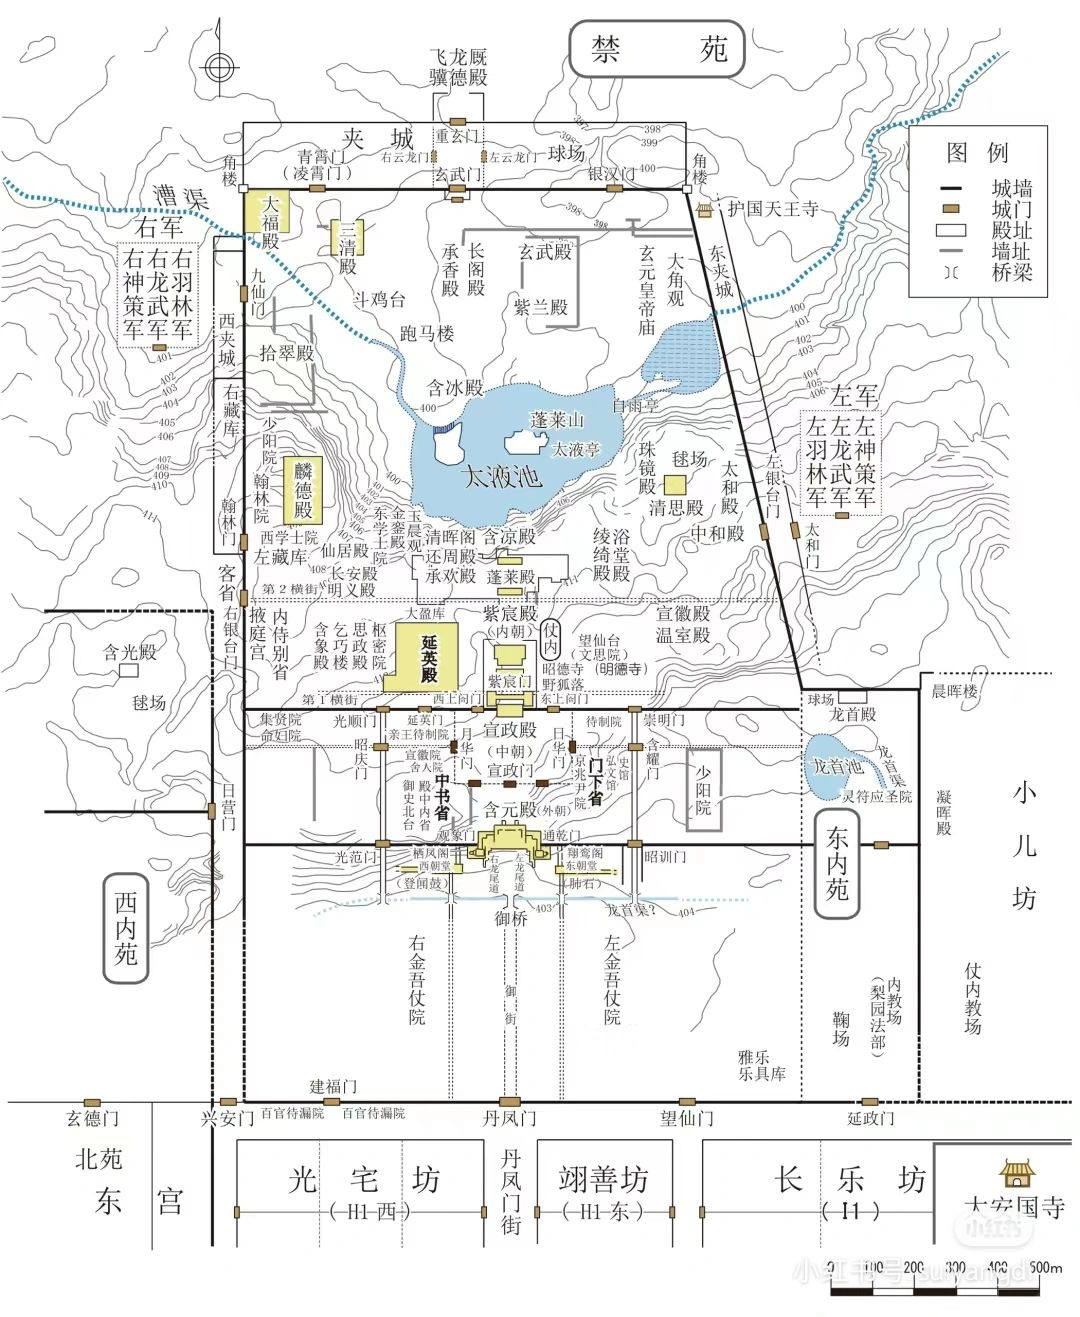 禁 苑
飞龙厩
骥德殿
夹 城
重玄门
右云龙门
左云龙门
球场
角楼
青霄门
（凌霄门）
玄武门
银汉门
角楼
397
398
399
395
400
398
398
图 例
城墙
城门
殿址
墙址
桥梁
漕渠
右军
右神策军
右龙武军
右羽林军
大福殿
三清殿
护国天王寺
承香殿
长阁殿
玄武殿
紫兰殿
玄元皇帝庙
大角观
东夹城
九仙门
斗鸡台
跑马楼
西夹城
拾翠殿
401
402
403
404
405
406
407
408
409
410
411
400
401
402
403
404
405
406
含冰殿
400
自雨亭
蓬莱山
太液亭
太液池
左军
左羽林军
左龙武军
左神策军
右藏库
少阳院
翰林院
麟德殿
珠镜殿
毬场
清思殿
太和殿
左银台门
太和门
中和殿
翰林门
西学士院
左藏库
仙居殿
东学士院
金銮殿
玉晨观
清晖阁
还周殿
承欢殿
含凉殿
蓬莱殿
绫绮殿
浴堂殿
长安殿
明义殿
客省
第2横街
右银台门
掖庭宫
内侍别省
大盈库
紫宸殿
（内朝）
仗内
宣徽殿
温室殿
望仙台
（文思院）
昭德寺
（明德寺）
野狐落
含象殿
乞巧楼
思政殿
枢密院
延英殿
紫宸门
第1横街
西上闷门
东上闷门
含光殿
毬场
晨晖楼
球场
龙首殿
集贤院
命妇院
光顺门
延英门
亲王待制院
宣政殿
（中朝）
宣政门
待制院
崇明门
昭庆门
宣徽院
舍人院
月华门
日华门
御史北台
殿中内省
中书省
京兆尹院
门下省
弘文馆
史馆
含耀门
少阳院
龙首池
龙首渠
灵符应圣院
凝晖殿
小儿坊
日营门
含元殿
（外朝）
观象门
通乾门
光范门
昭训门
栖凤阁
西朝堂
（登闻鼓）
右龙尾道
左龙尾道
翔鸾阁
东朝堂
（肺石）
东内苑
西内苑
御桥
403
龙首渠？
404
右金吾仗院
左金吾仗院
御街
鞠场
内教场
（梨园法部）
仗内教场
雅乐
乐具库
建福门
玄德门
兴安门
百官待漏院
百官待漏院
丹凤门
望仙门
延政门
北苑
东 宫
光 宅 坊
（H1西）
丹凤门街
翊善坊
（H1东）
长 乐 坊
（I1）
大安国寺
小红书
小红书号：suiyangdi
0 100 200 300 400 500m